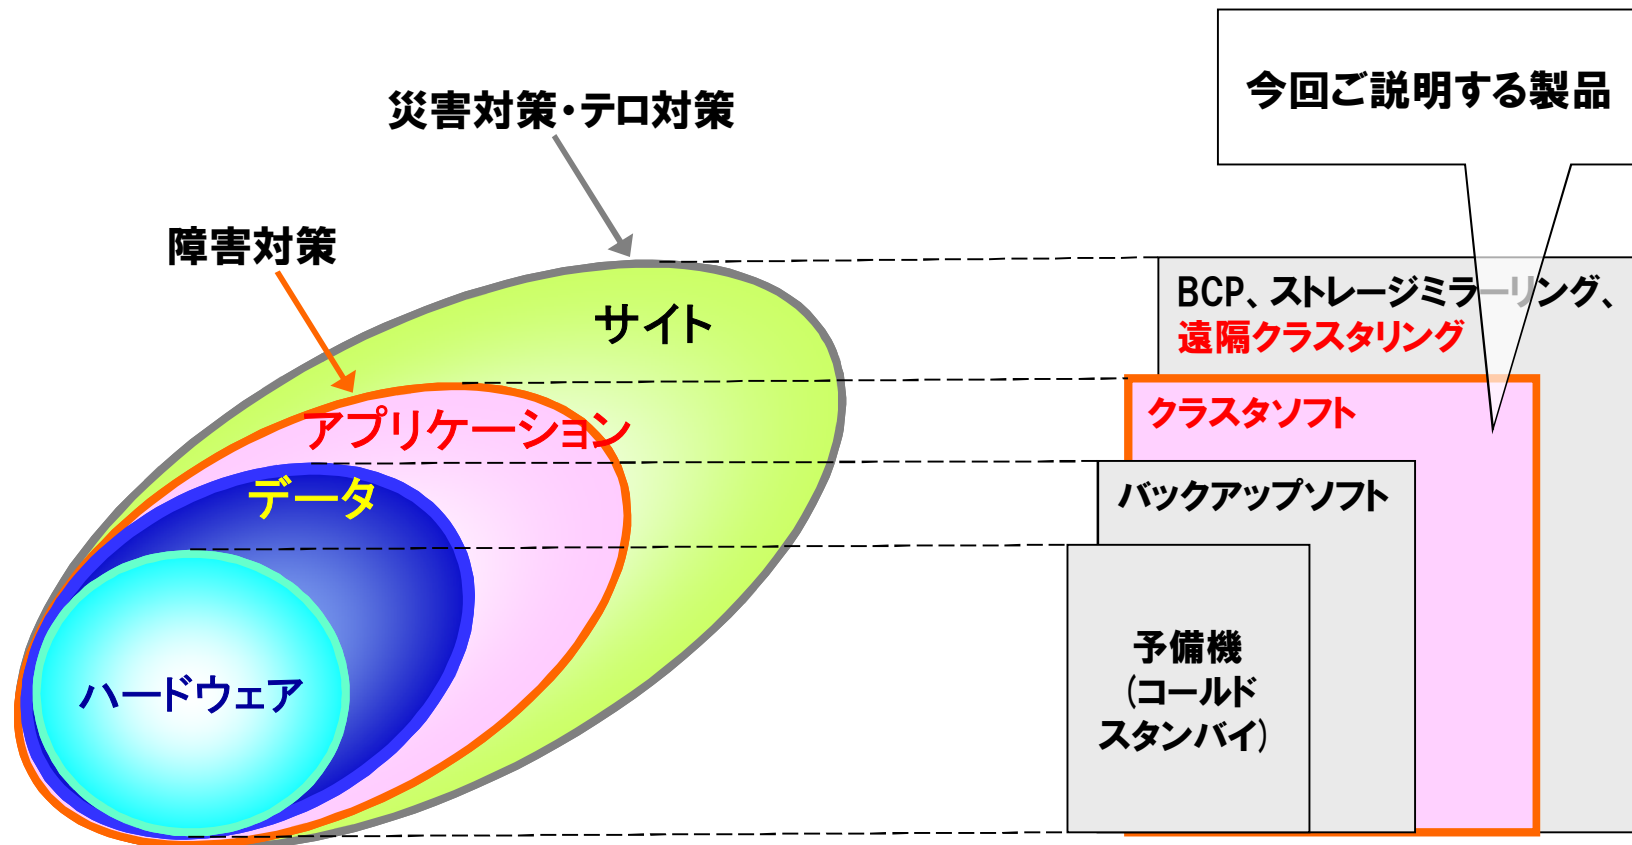 今回ご説明する製品
災害対策・テロ対策
障害対策
サイト
アプリケーション
データ
ハードウェア
BCP、ストレージミラーリング、
遠隔クラスタリング
クラスタソフト
バックアップソフト
予備機
(コールド
スタンバイ)